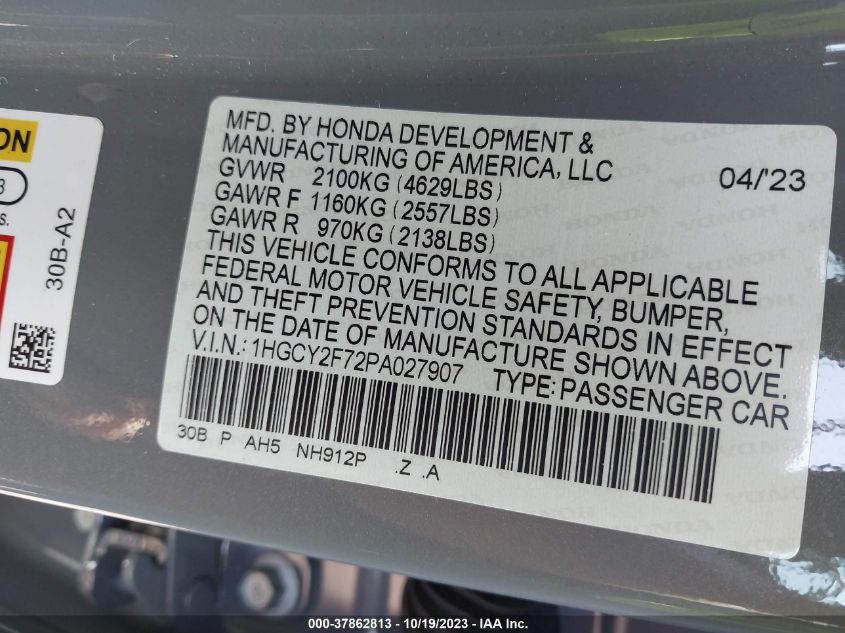 ON
3
S.
30B-A2
MFD. BY HONDA DEVELOPMENT &
MANUFACTURING OF AMERICA, LLC
04/'23
GVWR 2100KG (4629LBS)
GAWR F 1160KG (2557LBS)
GAWR R 970KG (2138LBS)
THIS VEHICLE CONFORMS TO ALL APPLICABLE
FEDERAL MOTOR VEHICLE SAFETY, BUMPER,
AND THEFT PREVENTION STANDARDS IN EFFECT
ON THE DATE OF MANUFACTURE SHOWN ABOVE.
V.I.N.: 1HGCY2F72PA027907 TYPE: PASSENGER CAR
30B P AH5 NH912P .Z .A
000-37862813 - 10/19/2023 - IAA Inc.